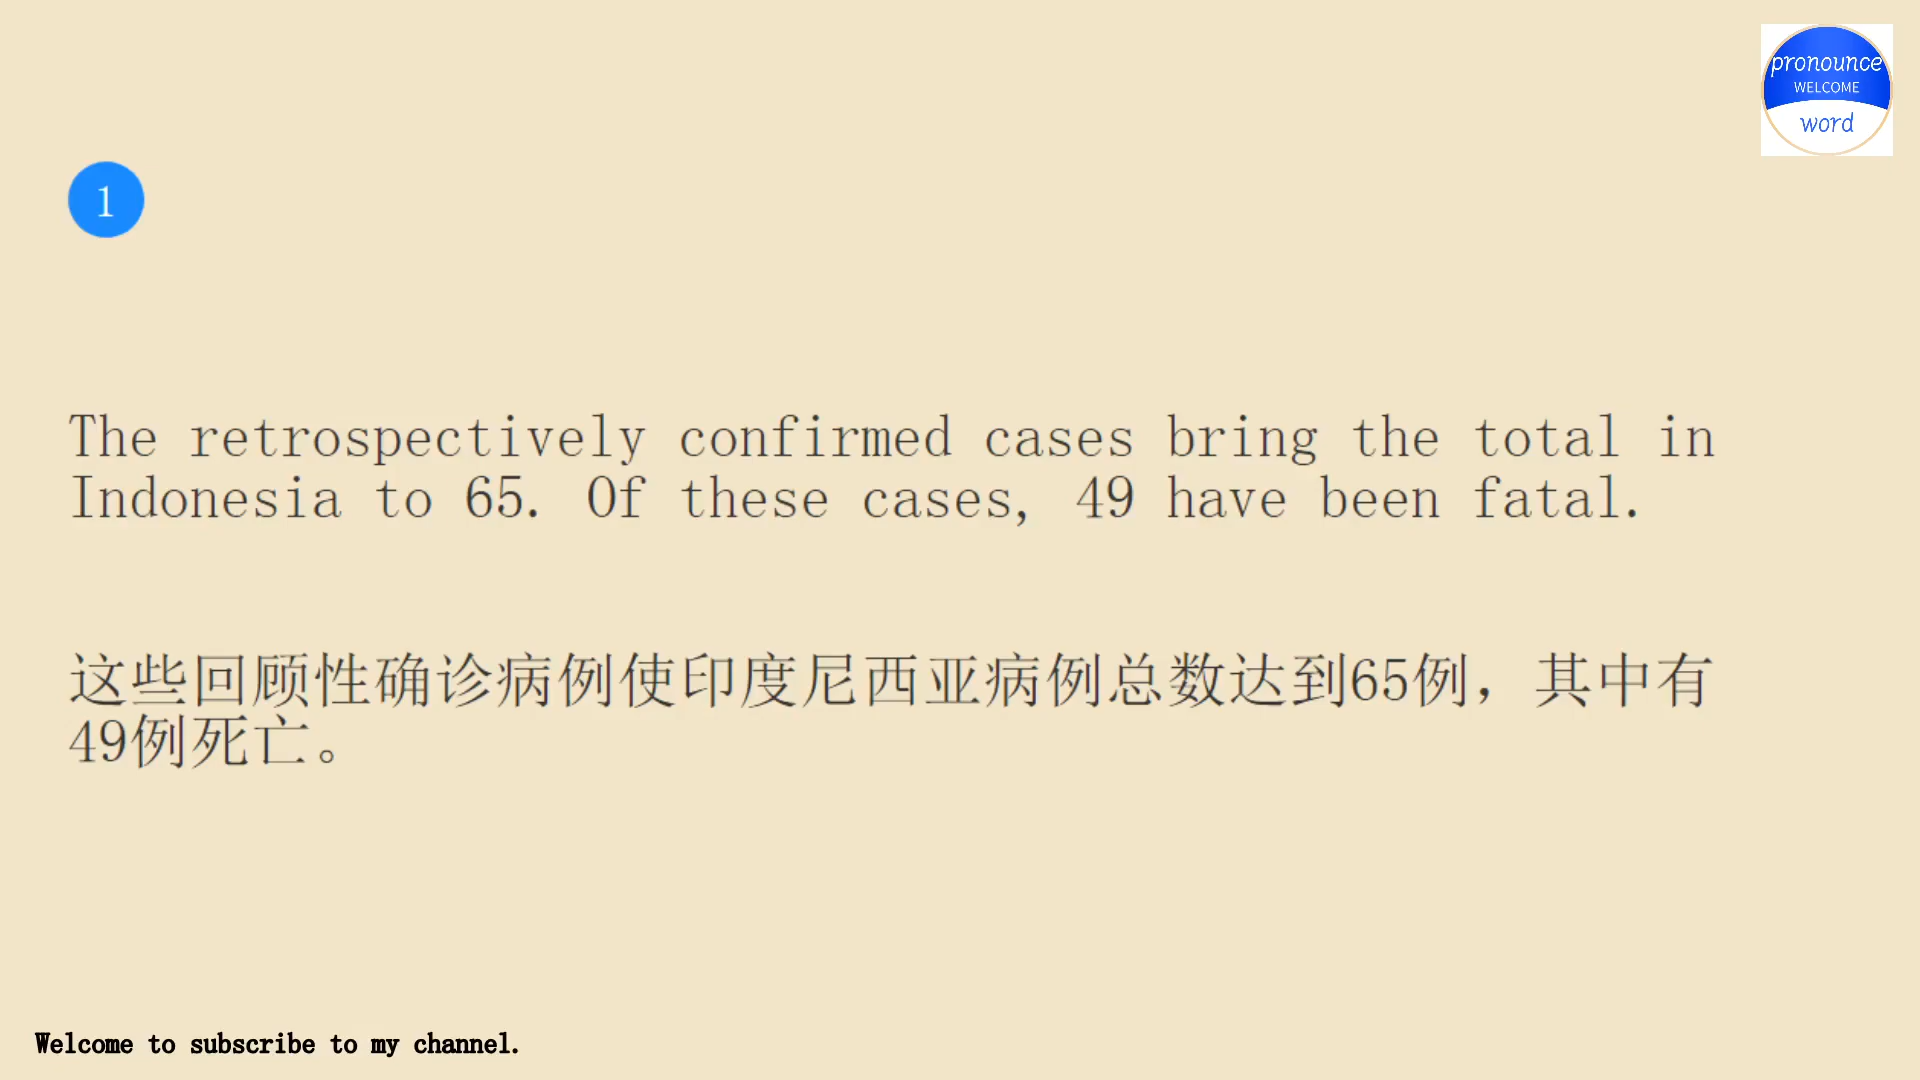 pronounce
WELCOME
word
1
The retrospectively confirmed cases bring the total in
Indonesia to 65. Of these cases, 49 have been fatal.
这些回顾性确诊病例使印度尼西亚病例总数达到65例，其中有
49例死亡。
Welcome to subscribe to my channel.